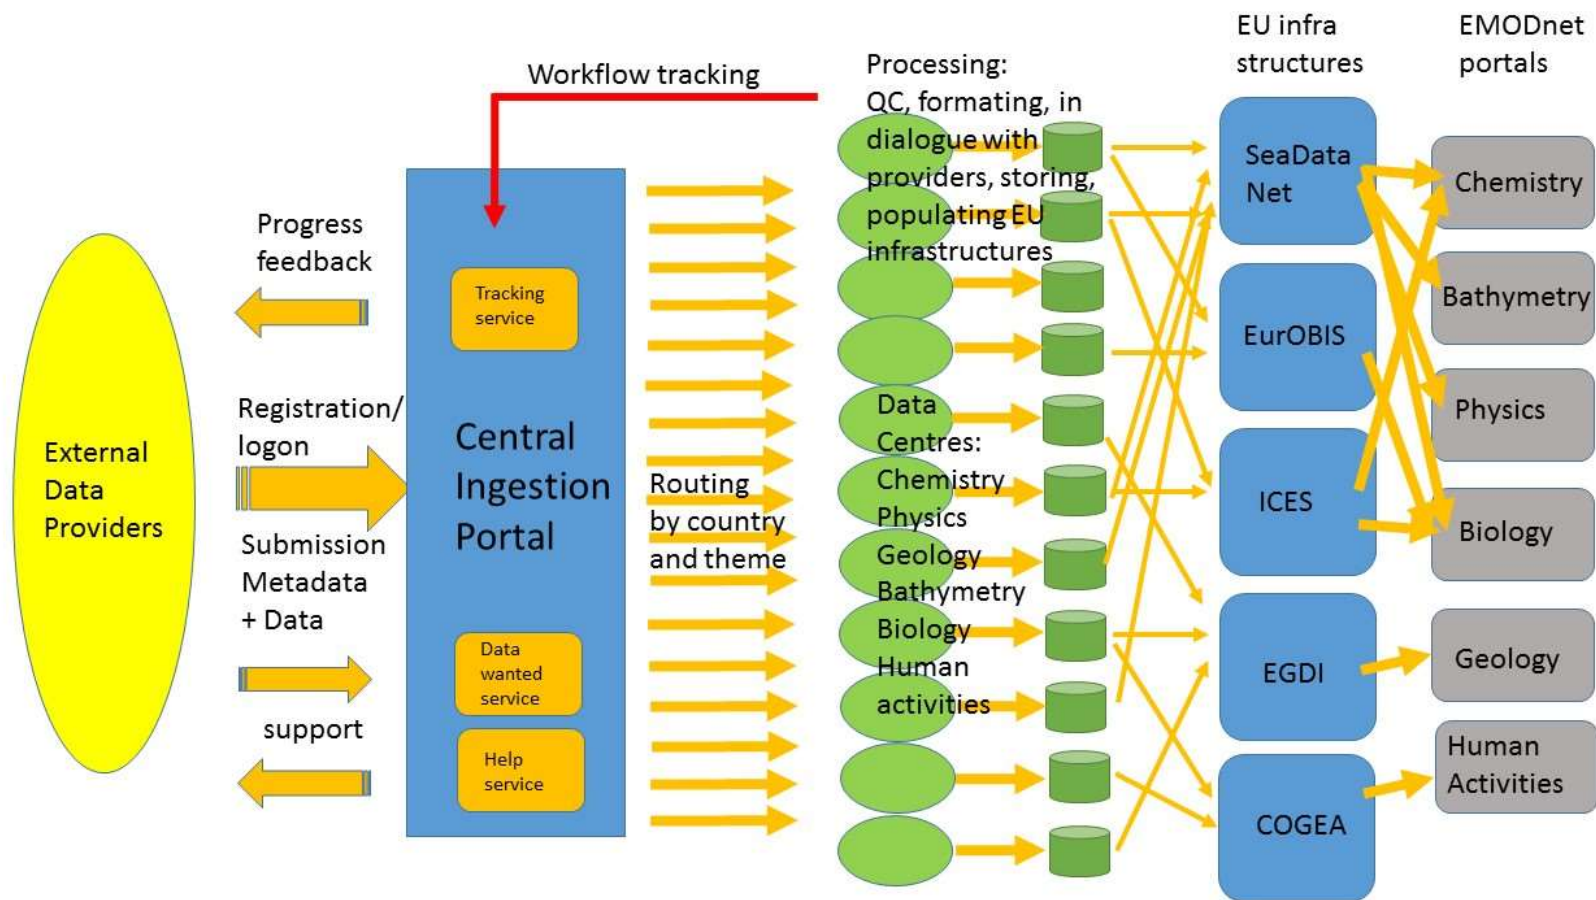 Workflow tracking
Processing:
QC, formating, in
dialogue with
providers, storing,
populating EU
infrastructures
EU infra
structures
EMODnet
portals
Progress
feedback
Tracking
service
External
Data
Providers
Registration/
logon
Submission
Metadata
+ Data
support
Central
Ingestion
Portal
Data
wanted
service
Help
service
Routing
by country
and theme
Data
Centres:
Chemistry
Physics
Geology
Bathymetry
Biology
Human
activities
SeaData
Net
EurOBIS
ICES
EGDI
COGEA
Chemistry
Bathymetry
Physics
Biology
Geology
Human
Activities